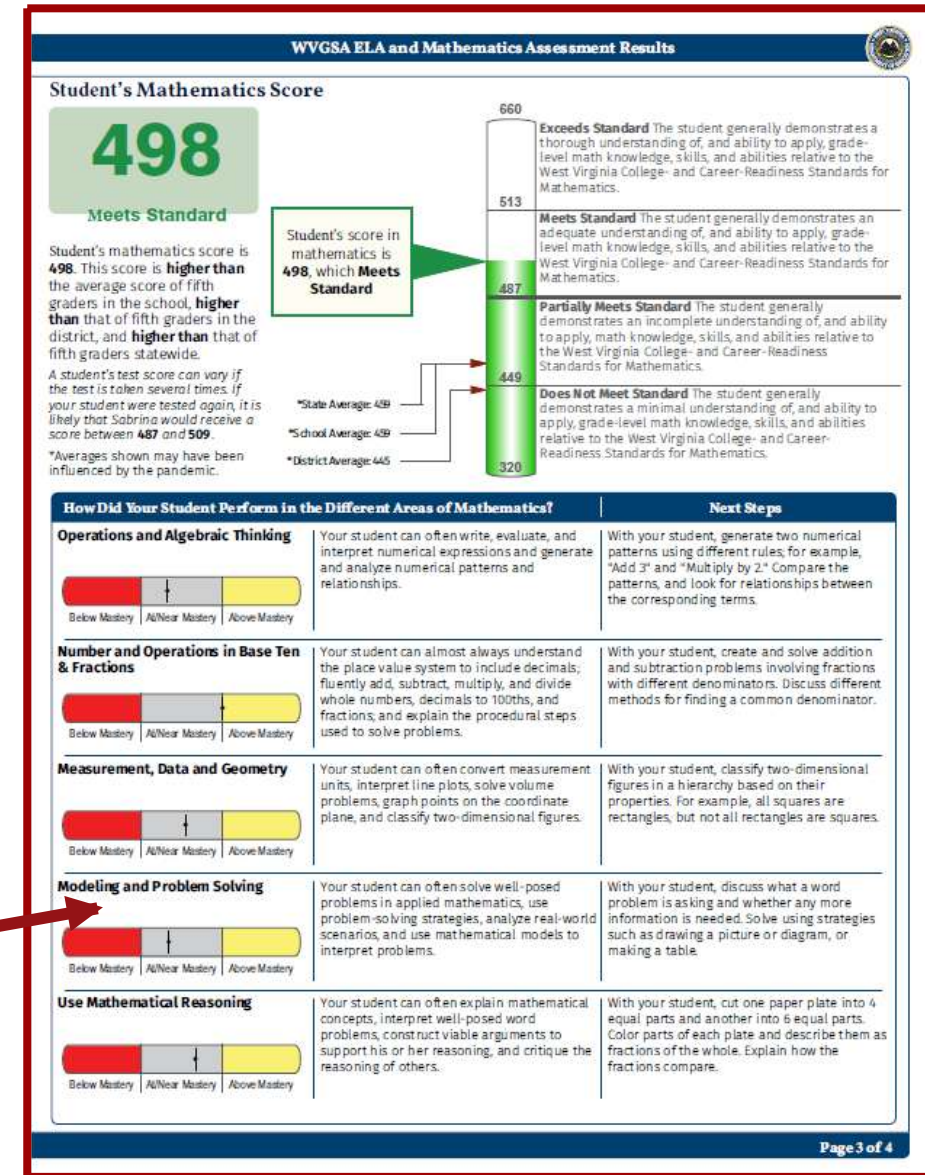 WVGSA ELA and Mathematics Assessment Results
Student's Mathematics Score
498
Meets Standard
Student's mathematics score is
498. This score is higher than
the average score of fifth
graders in the school, higher
than that of fifth graders in the
district, and higher than that of
fifth graders statewide.
A student's test score can vary if
the test is taken several times. If
your student were tested again, it is
likely that Sabrina would receive a
score between 487 and 509.
*Averages shown may have been
influenced by the pandemic.
Student's score in
mathematics is
498, which Meets
Standard
*State Average: 459
*School Average: 459
*District Average: 445
660
513
487
449
320
Exceeds Standard The student generally demonstrates a
thorough understanding of, and ability to apply, grade-
level math knowledge, skills, and abilities relative to the
West Virginia College- and Career-Readiness Standards for
Mathematics.
Meets Standard The student generally demonstrates an
adequate understanding of, and ability to apply, grade-
level math knowledge, skills, and abilities relative to the
West Virginia College- and Career-Readiness Standards for
Mathematics.
Partially Meets Standard The student generally
demonstrates an incomplete understanding of, and ability
to apply, math knowledge, skills, and abilities relative to
the West Virginia College- and Career-Readiness
Standards for Mathematics.
Does Not Meet Standard The student generally
demonstrates a minimal understanding of, and ability to
apply, grade-level math knowledge, skills, and abilities
relative to the West Virginia College- and Career-
Readiness Standards for Mathematics.
How Did Your Student Perform in the Different Areas of Mathematics?
Next Steps
Operations and Algebraic Thinking
Below Mastery At/Near Mastery Above Mastery
Your student can often write, evaluate, and
interpret numerical expressions and generate
and analyze numerical patterns and
relationships.
With your student, generate two numerical
patterns using different rules; for example,
"Add 3" and "Multiply by 2." Compare the
patterns, and look for relationships between
the corresponding terms.
Number and Operations in Base Ten
& Fractions
Below Mastery At/Near Mastery Above Mastery
Your student can almost always understand
the place value system to include decimals;
fluently add, subtract, multiply, and divide
whole numbers, decimals to 100ths, and
fractions; and explain the procedural steps
used to solve problems.
With your student, create and solve addition
and subtraction problems involving fractions
with different denominators. Discuss different
methods for finding a common denominator.
Measurement, Data and Geometry
Below Mastery At/Near Mastery Above Mastery
Your student can often convert measurement
units, interpret line plots, solve volume
problems, graph points on the coordinate
plane, and classify two-dimensional figures.
With your student, classify two-dimensional
figures in a hierarchy based on their
properties. For example, all squares are
rectangles, but not all rectangles are squares.
Modeling and Problem Solving
Below Mastery At/Near Mastery Above Mastery
Your student can often solve well-posed
problems in applied mathematics, use
problem-solving strategies, analyze real-world
scenarios, and use mathematical models to
interpret problems.
With your student, discuss what a word
problem is asking and whether any more
information is needed. Solve using strategies
such as drawing a picture or diagram, or
making a table.
Use Mathematical Reasoning
Below Mastery At/Near Mastery Above Mastery
Your student can often explain mathematical
concepts, interpret well-posed word
problems, construct viable arguments to
support his or her reasoning, and critique the
reasoning of others.
With your student, cut one paper plate into 4
equal parts and another into 6 equal parts.
Color parts of each plate and describe them as
fractions of the whole. Explain how the
fractions compare.
Page 3 of 4